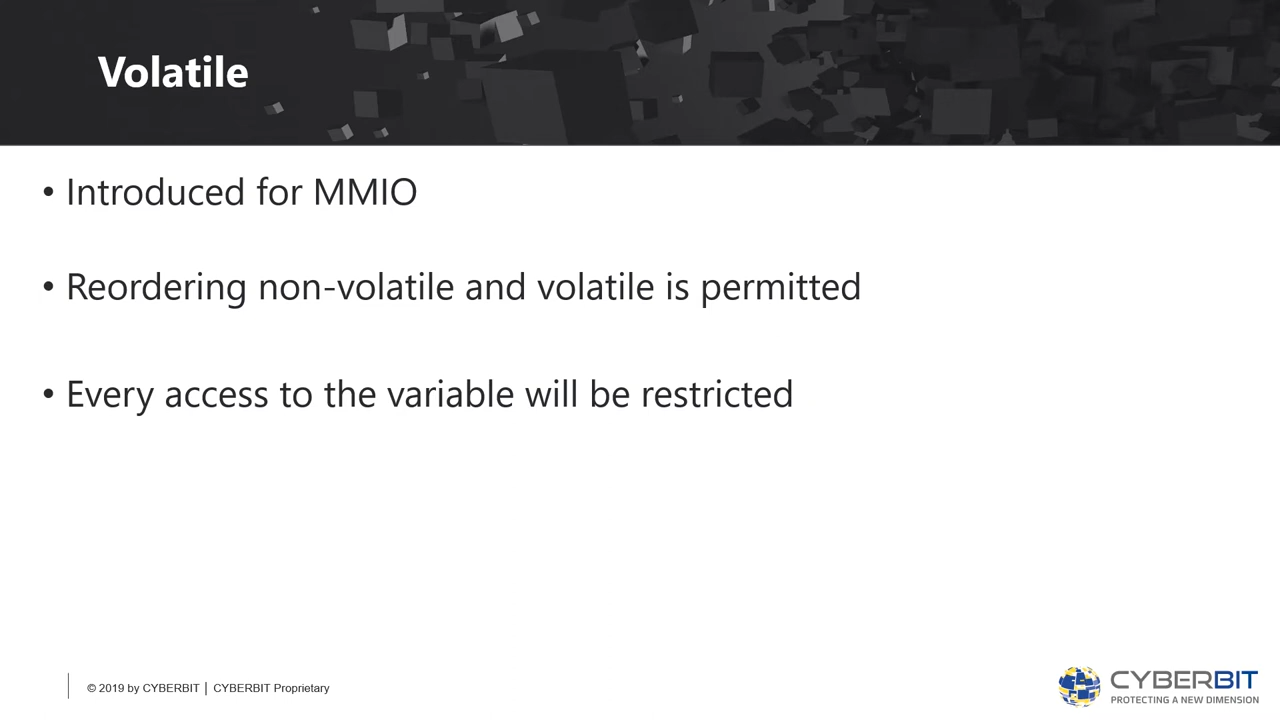 Volatile
• Introduced for MMIO
• Reordering non-volatile and volatile is permitted
• Every access to the variable will be restricted
© 2019 by CYBERBIT | CYBERBIT Proprietary
CYBERBIT
PROTECTING A NEW DIMENSION